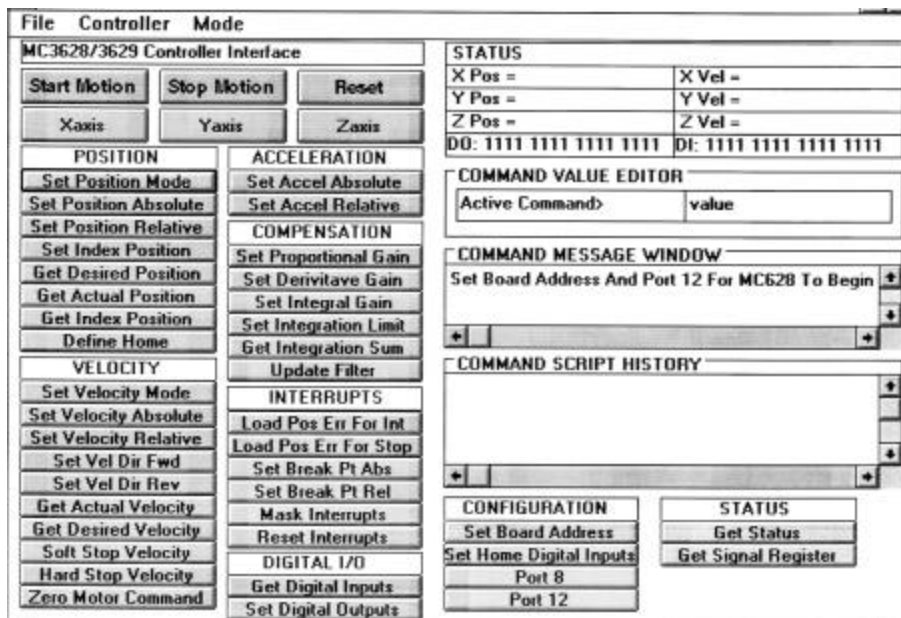 File Controller Mode
MC3628/3629 Controller Interface
Start Motion
Stop Motion
Reset
Xaxis
Yaxis
Zaxis
POSITION
Set Position Mode
Set Position Absolute
Set Position Relative
Set Index Position
Get Desired Position
Get Actual Position
Get Index Position
Define Home
VELOCITY
Set Velocity Mode
Set Velocity Absolute
Set Velocity Relative
Set Vel Dir Fwd
Set Vel Dir Rev
Get Actual Velocity
Get Desired Velocity
Soft Stop Velocity
Hard Stop Velocity
Zero Motor Command
ACCELERATION
Set Accel Absolute
Set Accel Relative
COMPENSATION
Set Proportional Gain
Set Derivitave Gain
Set Integral Gain
Set Integration Limit
Get Integration Sum
Update Filter
INTERRUPTS
Load Pos Err For Int
Load Pos Err For Stop
Set Break Pt Abs
Set Break Pt Rel
Mask Interrupts
Reset Interrupts
DIGITAL I/O
Get Digital Inputs
Set Digital Outputs
STATUS
X Pos = X Vel =
Y Pos = Y Vel =
Z Pos = Z Vel =
DO: 1111 1111 1111 1111 DI: 1111 1111 1111 1111
COMMAND VALUE EDITOR
Active Command> value
COMMAND MESSAGE WINDOW
Set Board Address And Port 12 For MC628 To Begin
COMMAND SCRIPT HISTORY
CONFIGURATION
Set Board Address
Set Home Digital Inputs
Port 8
Port 12
STATUS
Get Status
Get Signal Register